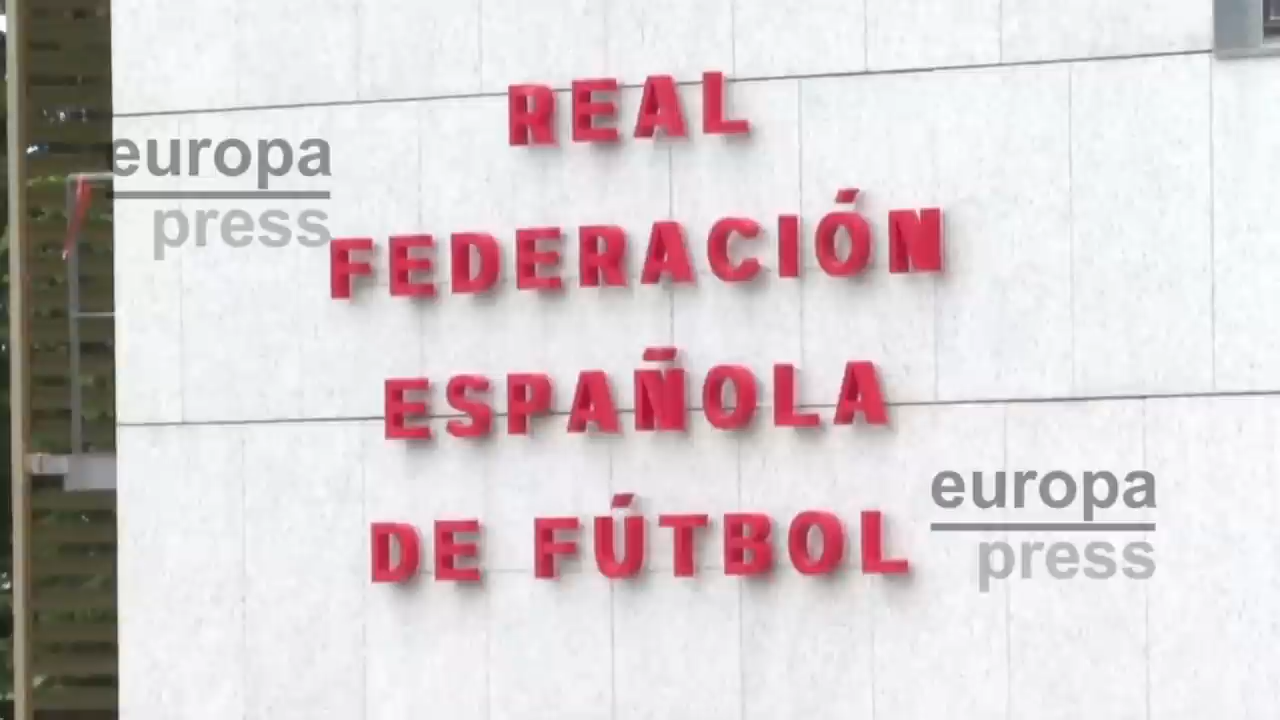 REAL
FEDERACIÓN
ESPAÑOLA
DE FÚTBOL
europa
press
europa
press